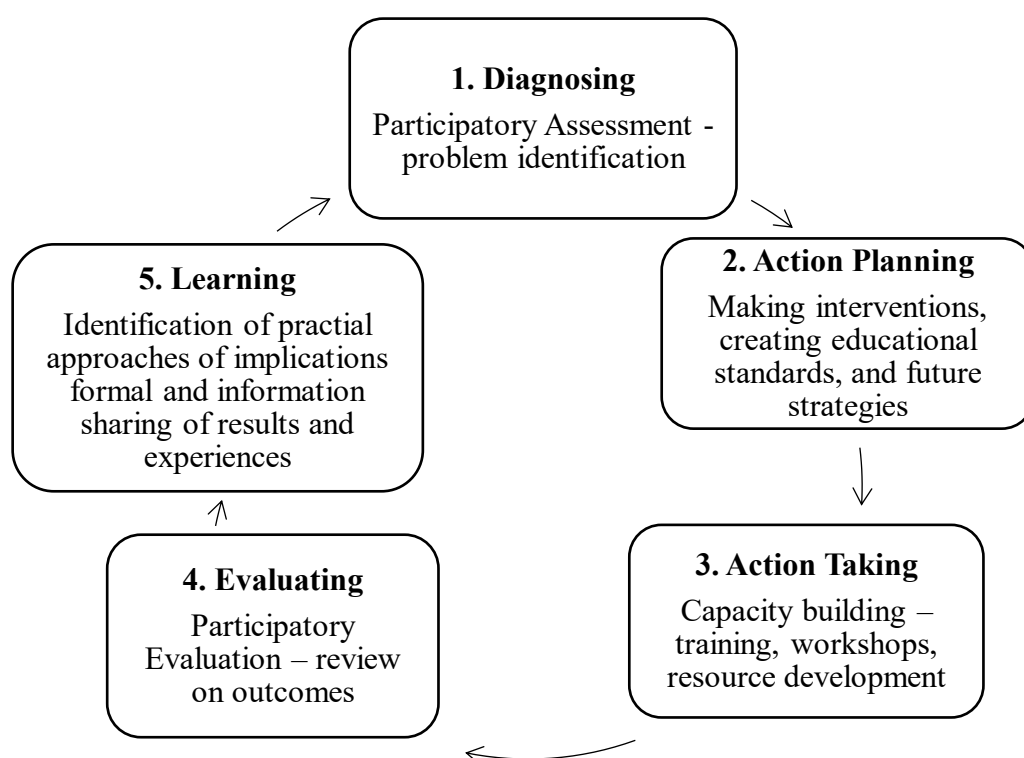 1. Diagnosing
Participatory Assessment -
problem identification
2. Action Planning
Making interventions,
creating educational
standards, and future
strategies
3. Action Taking
Capacity building –
training, workshops,
resource development
4. Evaluating
Participatory
Evaluation – review
on outcomes
5. Learning
Identification of practial
approaches of implications
formal and information
sharing of results and
experiences